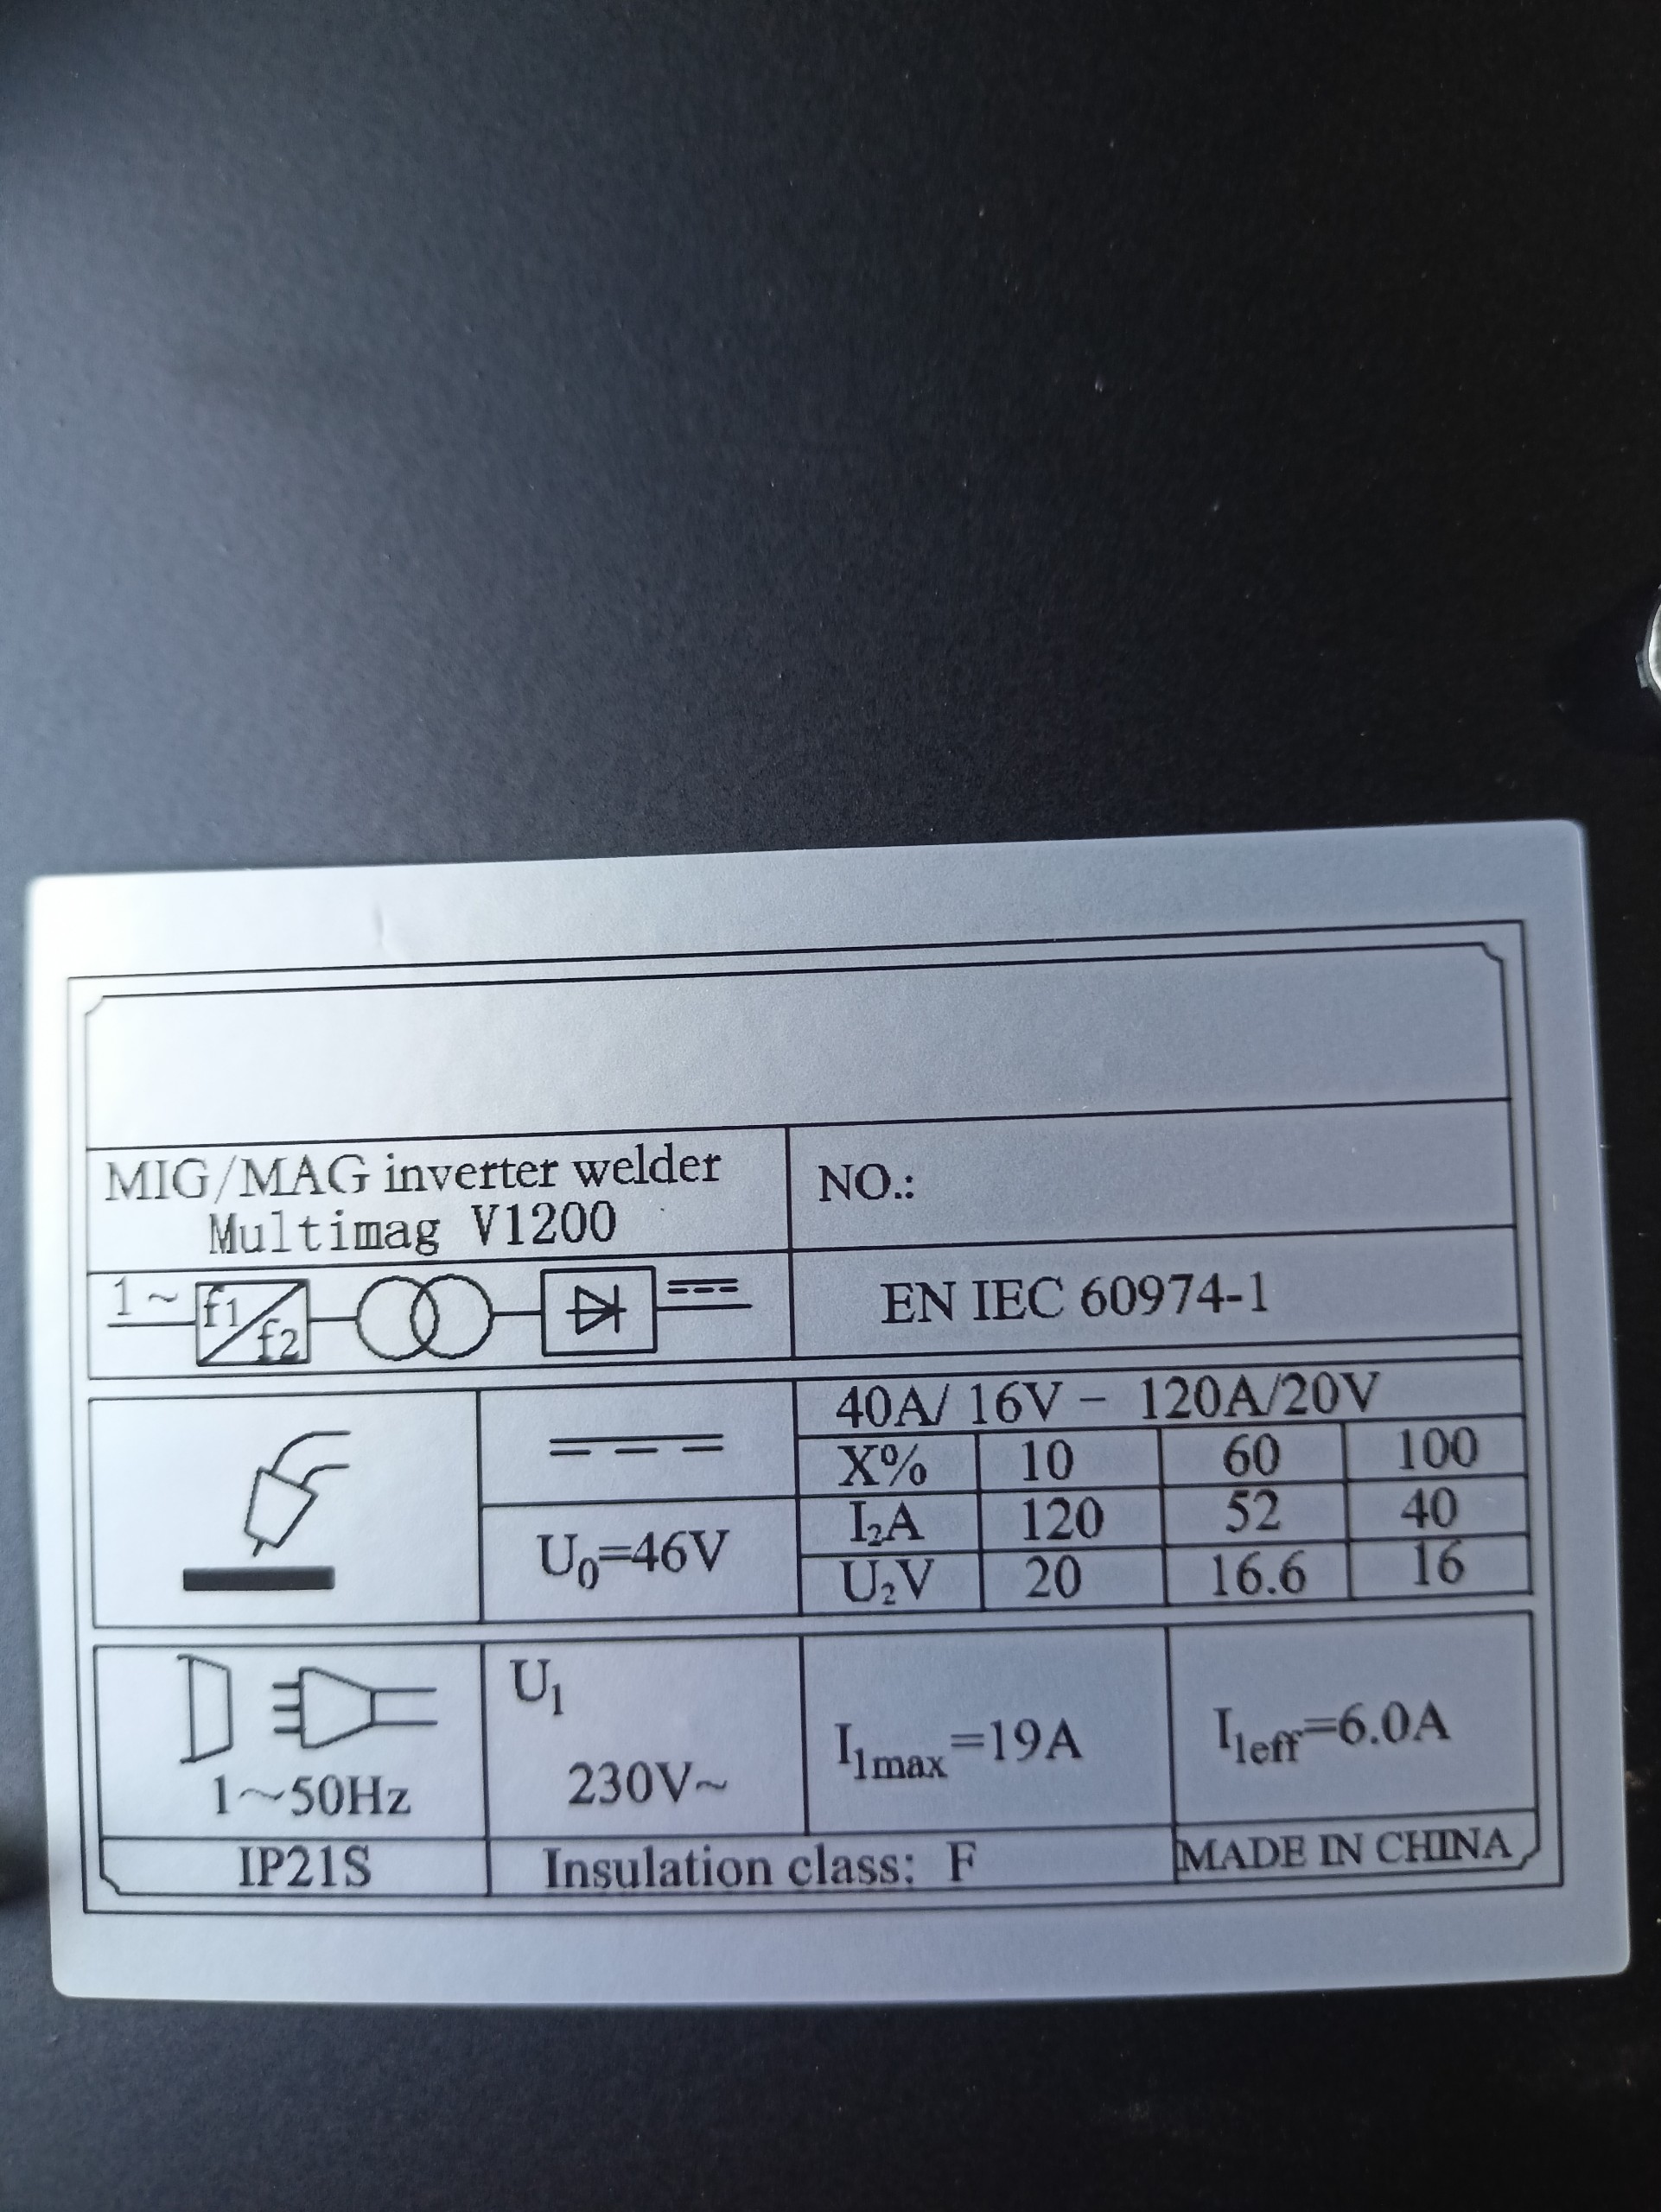 MIG/MAG inverter welder
Multimag V1200
NO.:
1~ f1 f2
EN IEC 60974-1
40A/ 16V - 120A/20V
X% 10 60 100
U₀=46V
I₂A 120 52 40
U₂V 20 16.6 16
U₁
230V~
I₁max=19A
I₁eff=6.0A
1~50Hz
IP21S
Insulation class: F
MADE IN CHINA